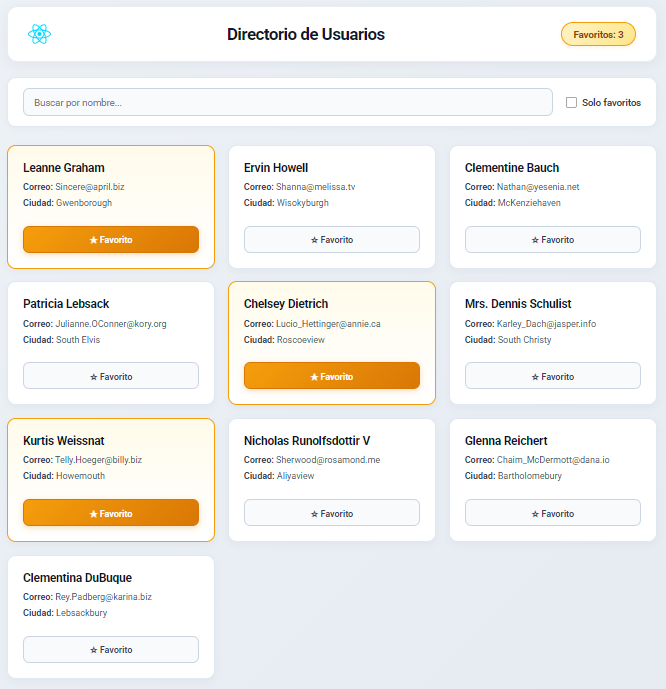 Directorio de Usuarios
Favoritos: 3
Buscar por nombre...
Solo favoritos
Leanne Graham
Correo: Sincere@april.biz
Ciudad: Gwenborough
★ Favorito
Ervin Howell
Correo: Shanna@melissa.tv
Ciudad: Wisokyburgh
☆ Favorito
Clementine Bauch
Correo: Nathan@yesenia.net
Ciudad: McKenziehaven
☆ Favorito
Patricia Lebsack
Correo: Julianne.OConner@kory.org
Ciudad: South Elvis
☆ Favorito
Chelsey Dietrich
Correo: Lucio_Hettinger@annie.ca
Ciudad: Roscoeview
★ Favorito
Mrs. Dennis Schulist
Correo: Karley_Dach@jasper.info
Ciudad: South Christy
☆ Favorito
Kurtis Weissnat
Correo: Telly.Hoeger@billy.biz
Ciudad: Howemouth
★ Favorito
Nicholas Runolfsdottir V
Correo: Sherwood@rosamond.me
Ciudad: Aliyaview
☆ Favorito
Glenna Reichert
Correo: Chaim_McDermott@dana.io
Ciudad: Bartholomebury
☆ Favorito
Clementina DuBuque
Correo: Rey.Padberg@karina.biz
Ciudad: Lebsackbury
☆ Favorito